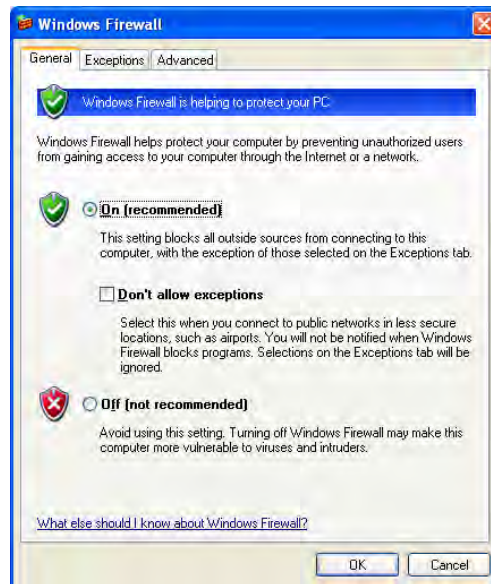 Windows Firewall
General Exceptions Advanced
Windows Firewall is helping to protect your PC
Windows Firewall helps protect your computer by preventing unauthorized users
from gaining access to your computer through the Internet or a network.
On (recommended)
This setting blocks all outside sources from connecting to this
computer, with the exception of those selected on the Exceptions tab.
Don't allow exceptions
Select this when you connect to public networks in less secure
locations, such as airports. You will not be notified when Windows
Firewall blocks programs. Selections on the Exceptions tab will be
ignored.
Off (not recommended)
Avoid using this setting. Turning off Windows Firewall may make this
computer more vulnerable to viruses and intruders.
What else should I know about Windows Firewall?
OK Cancel